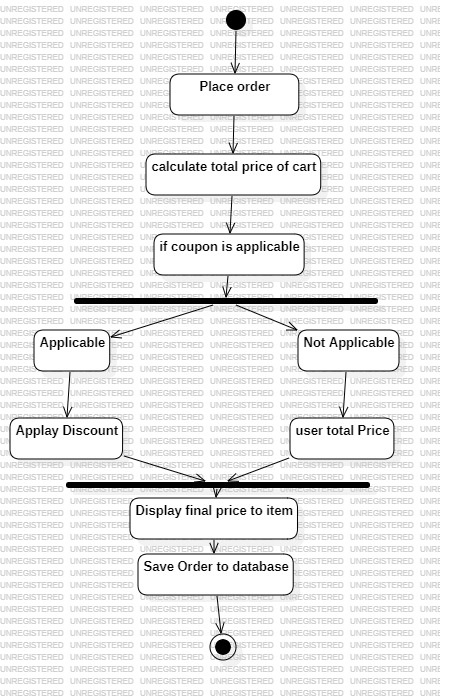 Place order
calculate total price of cart
if coupon is applicable
Applicable
Not Applicable
Applay Discount
user total Price
Display final price to item
Save Order to database
UNREGISTERED